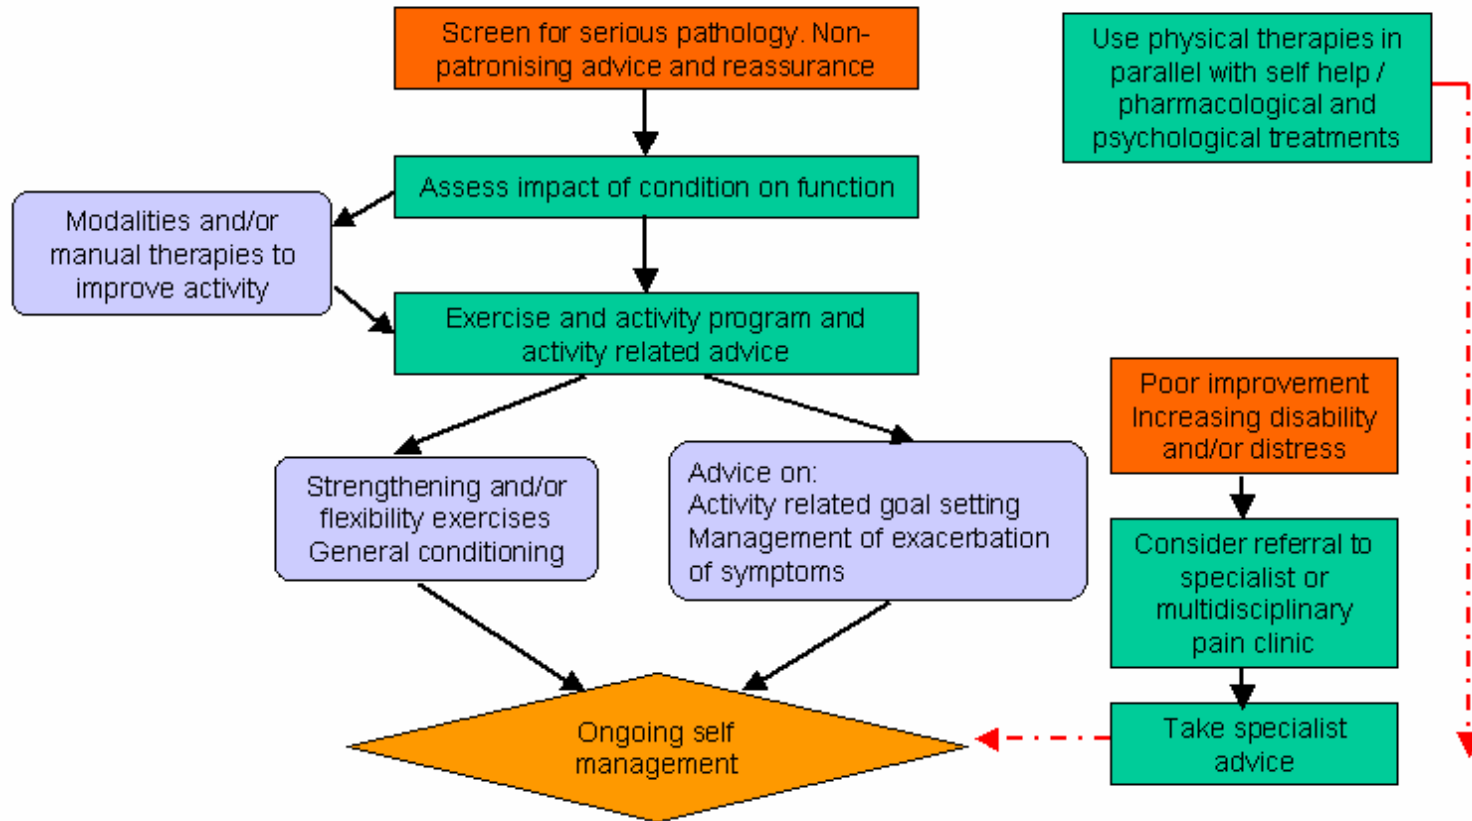 Screen for serious pathology. Non-
patronising advice and reassurance
Use physical therapies in
parallel with self help /
pharmacological and
psychological treatments
Assess impact of condition on function
Modalities and/or
manual therapies to
improve activity
Exercise and activity program and
activity related advice
Poor improvement
Increasing disability
and/or distress
Strengthening and/or
flexibility exercises
General conditioning
Advice on:
Activity related goal setting
Management of exacerbation
of symptoms
Consider referral to
specialist or
multidisciplinary
pain clinic
Ongoing self
management
Take specialist
advice